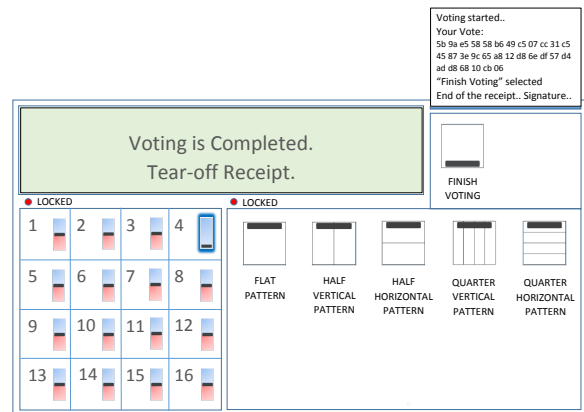 Voting started..
Your Vote:
5b 9a e5 58 58 b6 49 c5 07 cc 31 c5
45 87 3e 9c 65 a8 12 d8 6e df 57 d4
ad d8 68 10 cb 06
“Finish Voting” selected
End of the receipt.. Signature..
Voting is Completed.
Tear-off Receipt.
FINISH
VOTING
LOCKED
LOCKED
1 2 3 4
5 6 7 8
9 10 11 12
13 14 15 16
FLAT
PATTERN
HALF
VERTICAL
PATTERN
HALF
HORIZONTAL
PATTERN
QUARTER
VERTICAL
PATTERN
QUARTER
HORIZONTAL
PATTERN